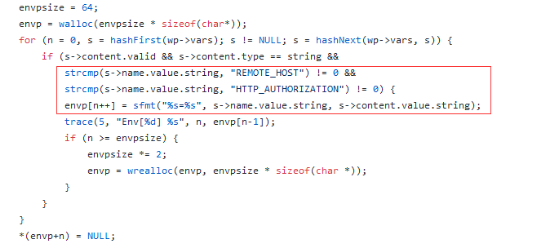 envpsize = 64;
envp = walloc(envpsize * sizeof(char*));
for (n = 0, s = hashFirst(wp->vars); s != NULL; s = hashNext(wp->vars, s)) {
if (s->content.valid && s->content.type == string &&
strcmp(s->name.value.string, "REMOTE_HOST") != 0 &&
strcmp(s->name.value.string, "HTTP_AUTHORIZATION") != 0) {
envp[n++] = sfmt("%s=%s", s->name.value.string, s->content.value.string);
trace(5, "Env[%d] %s", n, envp[n-1]);
if (n >= envpsize) {
envpsize *= 2;
envp = wrealloc(envp, envpsize * sizeof(char *));
}
}
}
*(envp+n) = NULL;